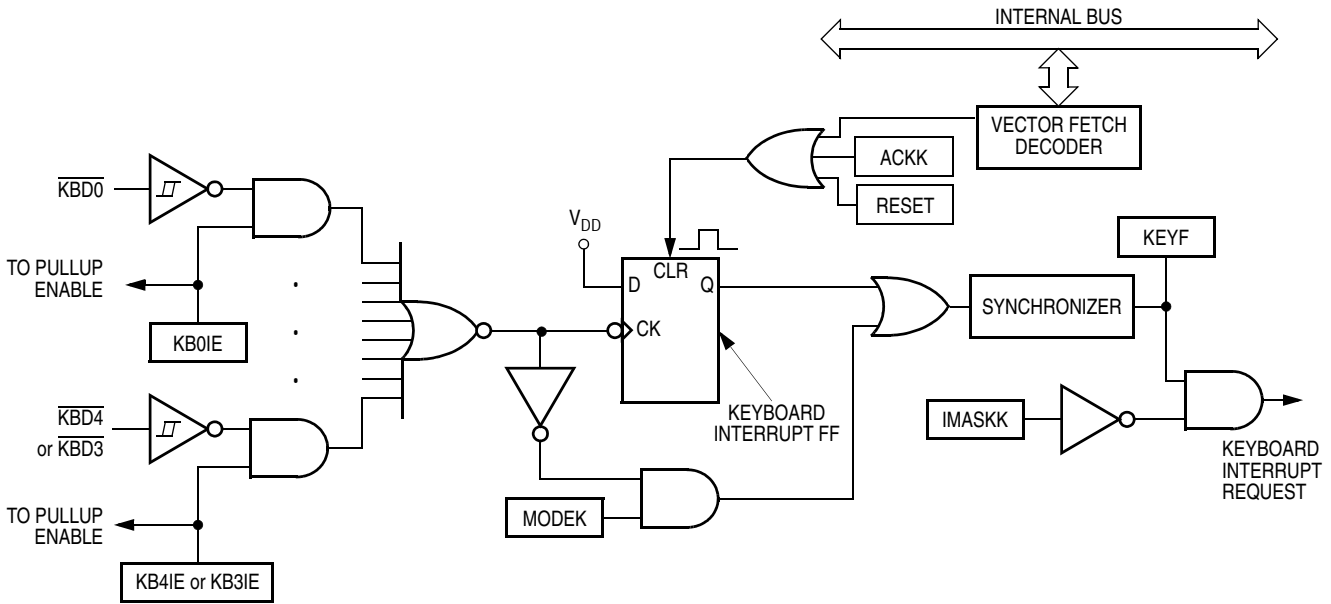 INTERNAL BUS
VECTOR FETCH
DECODER
ACKK
RESET
KBD0
VDD
KEYF
TO PULLUP
ENABLE
CLR
D
Q
CK
SYNCHRONIZER
KB0IE
KBD4
or KBD3
KEYBOARD
INTERRUPT FF
IMASKK
KEYBOARD
INTERRUPT
REQUEST
MODEK
TO PULLUP
ENABLE
KB4IE or KB3IE